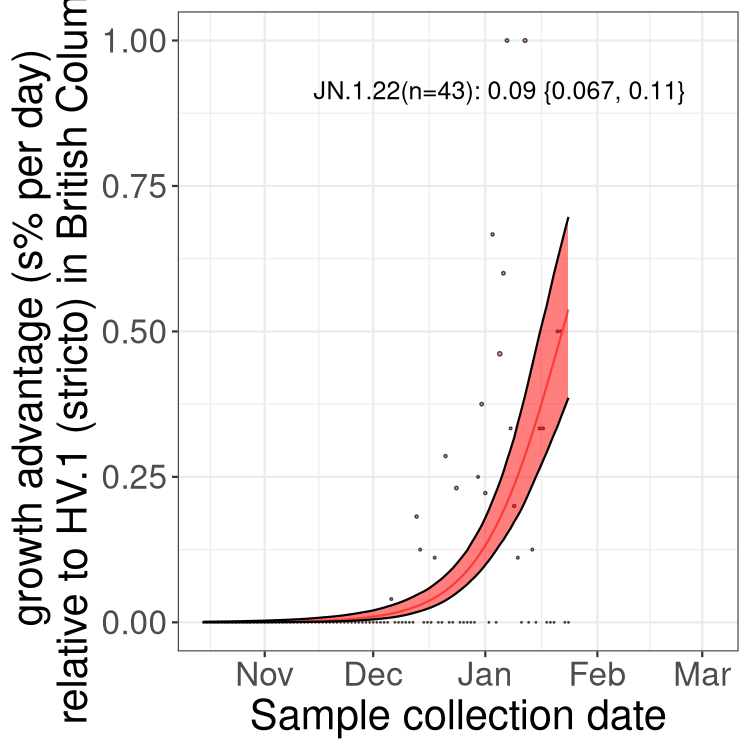 growth advantage (s% per day)
relative to HV.1 (stricto) in British Colum
1.00
0.75
0.50
0.25
0.00
JN.1.22(n=43): 0.09 {0.067, 0.11}
Nov Dec Jan Feb Mar
Sample collection date